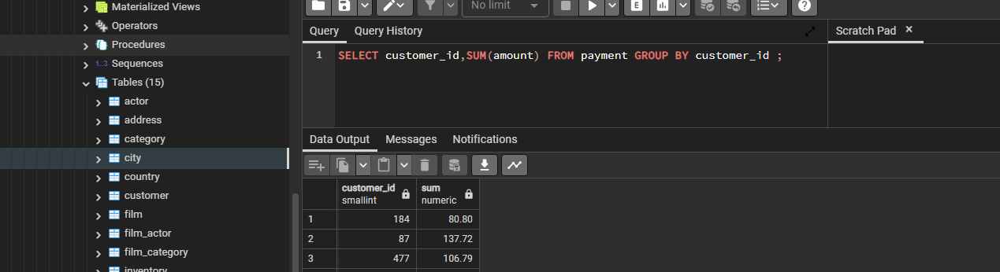 Materialized Views
Operators
Procedures
1..3 Sequences
Tables (15)
actor
address
category
city
country
customer
film
film_actor
film_category
inventory
No limit
E
?
Query
Query History
Scratch Pad ×
1 SELECT customer_id,SUM(amount) FROM payment GROUP BY customer_id ;
Data Output
Messages
Notifications
customer_id
smallint
sum
numeric
1 184 80.80
2 87 137.72
3 477 106.79